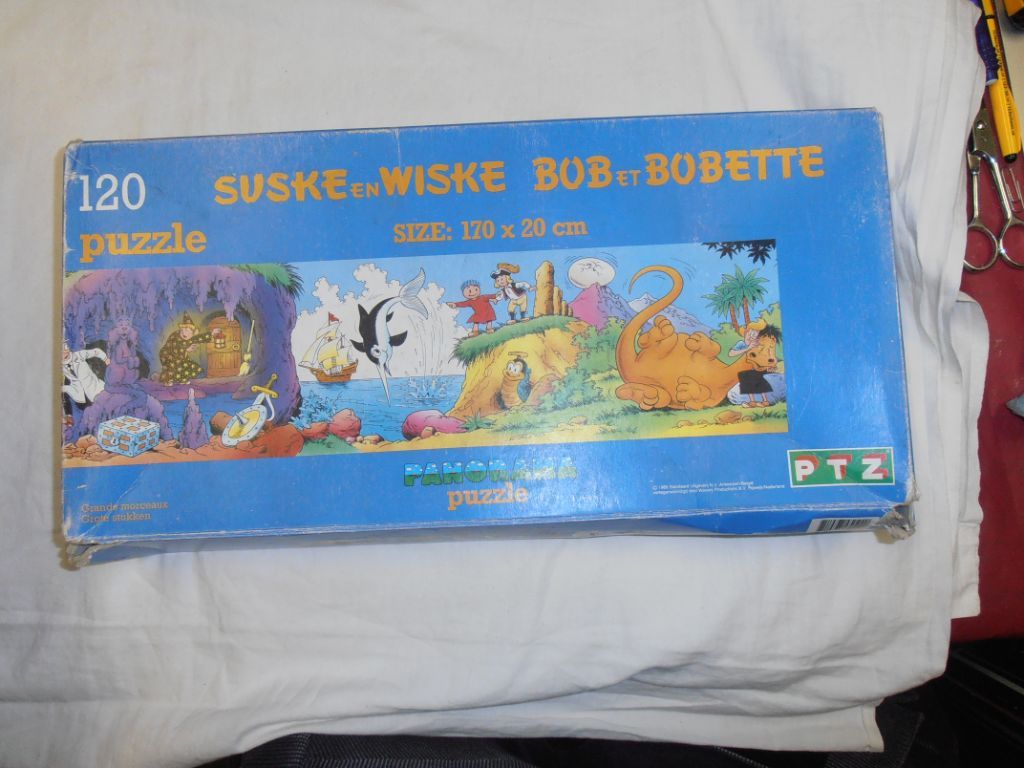 120
puzzle
SUSKE EN WISKE BOB ET BOBETTE
SIZE: 170 x 20 cm
PANORAMA
puzzle
Grands morceaux
Grote stukken
PTZ